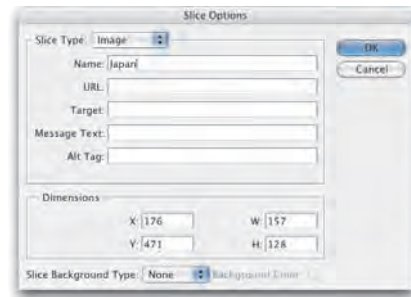 Slice Options
Slice Type: Image
OK
Cancel
Name: Japan
URL:
Target:
Message Text:
Alt Tag:
Dimensions
X: 176 W: 157
Y: 471 H: 128
Slice Background Type: None Background Color: